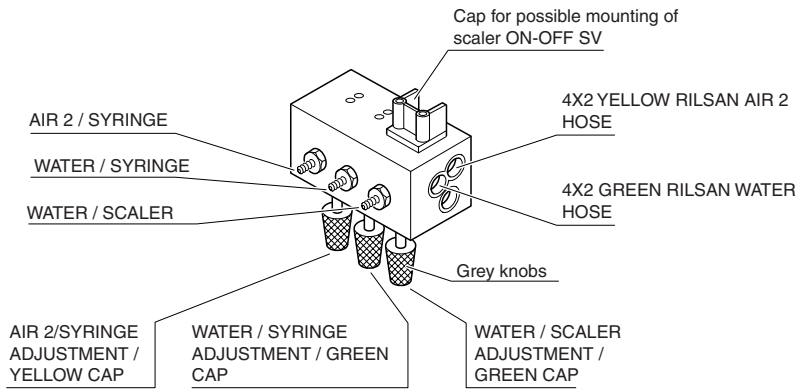 Cap for possible mounting of
scaler ON-OFF SV
AIR 2 / SYRINGE
WATER / SYRINGE
WATER / SCALER
4X2 YELLOW RILSAN AIR 2
HOSE
4X2 GREEN RILSAN WATER
HOSE
Grey knobs
AIR 2/SYRINGE
ADJUSTMENT /
YELLOW CAP
WATER / SYRINGE
ADJUSTMENT / GREEN
CAP
WATER / SCALER
ADJUSTMENT /
GREEN CAP